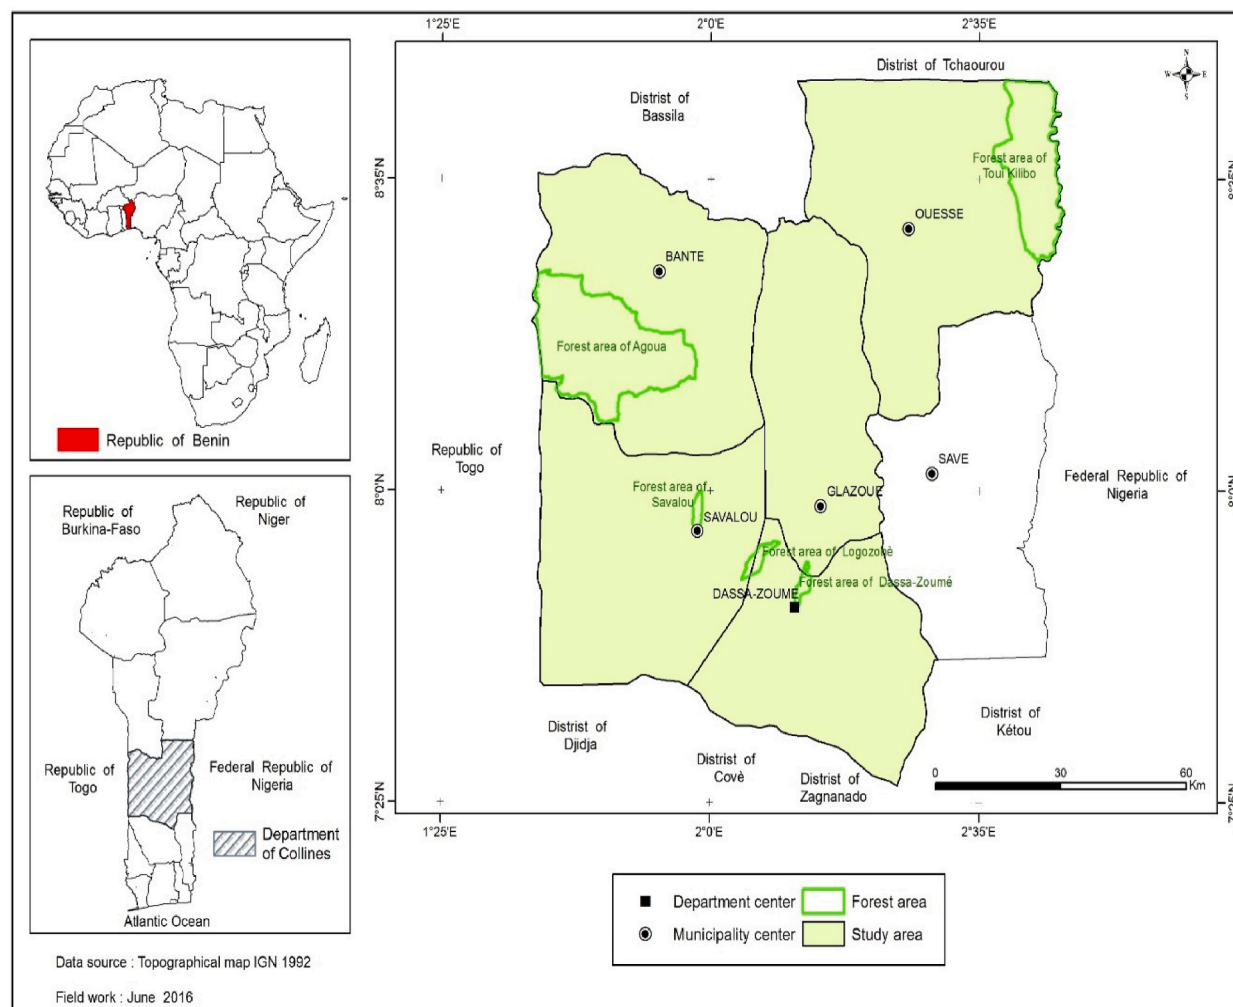 Republic of Benin
Republic of
Burkina-Faso
Republic of
Niger
Republic of
Togo
Federal Republic of
Nigeria
Department
of Collines
Atlantic Ocean
Data source : Topographical map IGN 1992
Field work : June 2016
1°25'E
2°0'E
2°35'E
8°35'N
8°0'N
7°25'N
District of Tchaourou
N
W
E
S
District of
Bassila
Forest area of
Toui Kilibo
8°35'N
OUESSE
BANTE
Forest area of Agoua
Republic of
Togo
SAVE
Federal Republic of
Nigeria
8°0'N
Forest area of
Savalou
GLAZOUE
SAVALOU
Forest area of Logozohè
Forest area of Dassa-Zoumé
DASSA-ZOUME
District of
Djidja
District of
Covè
District of
Zagnanado
District of
Kétou
0
30
60
Km
7°25'N
1°25'E
2°0'E
2°35'E
Department center
Forest area
Municipality center
Study area